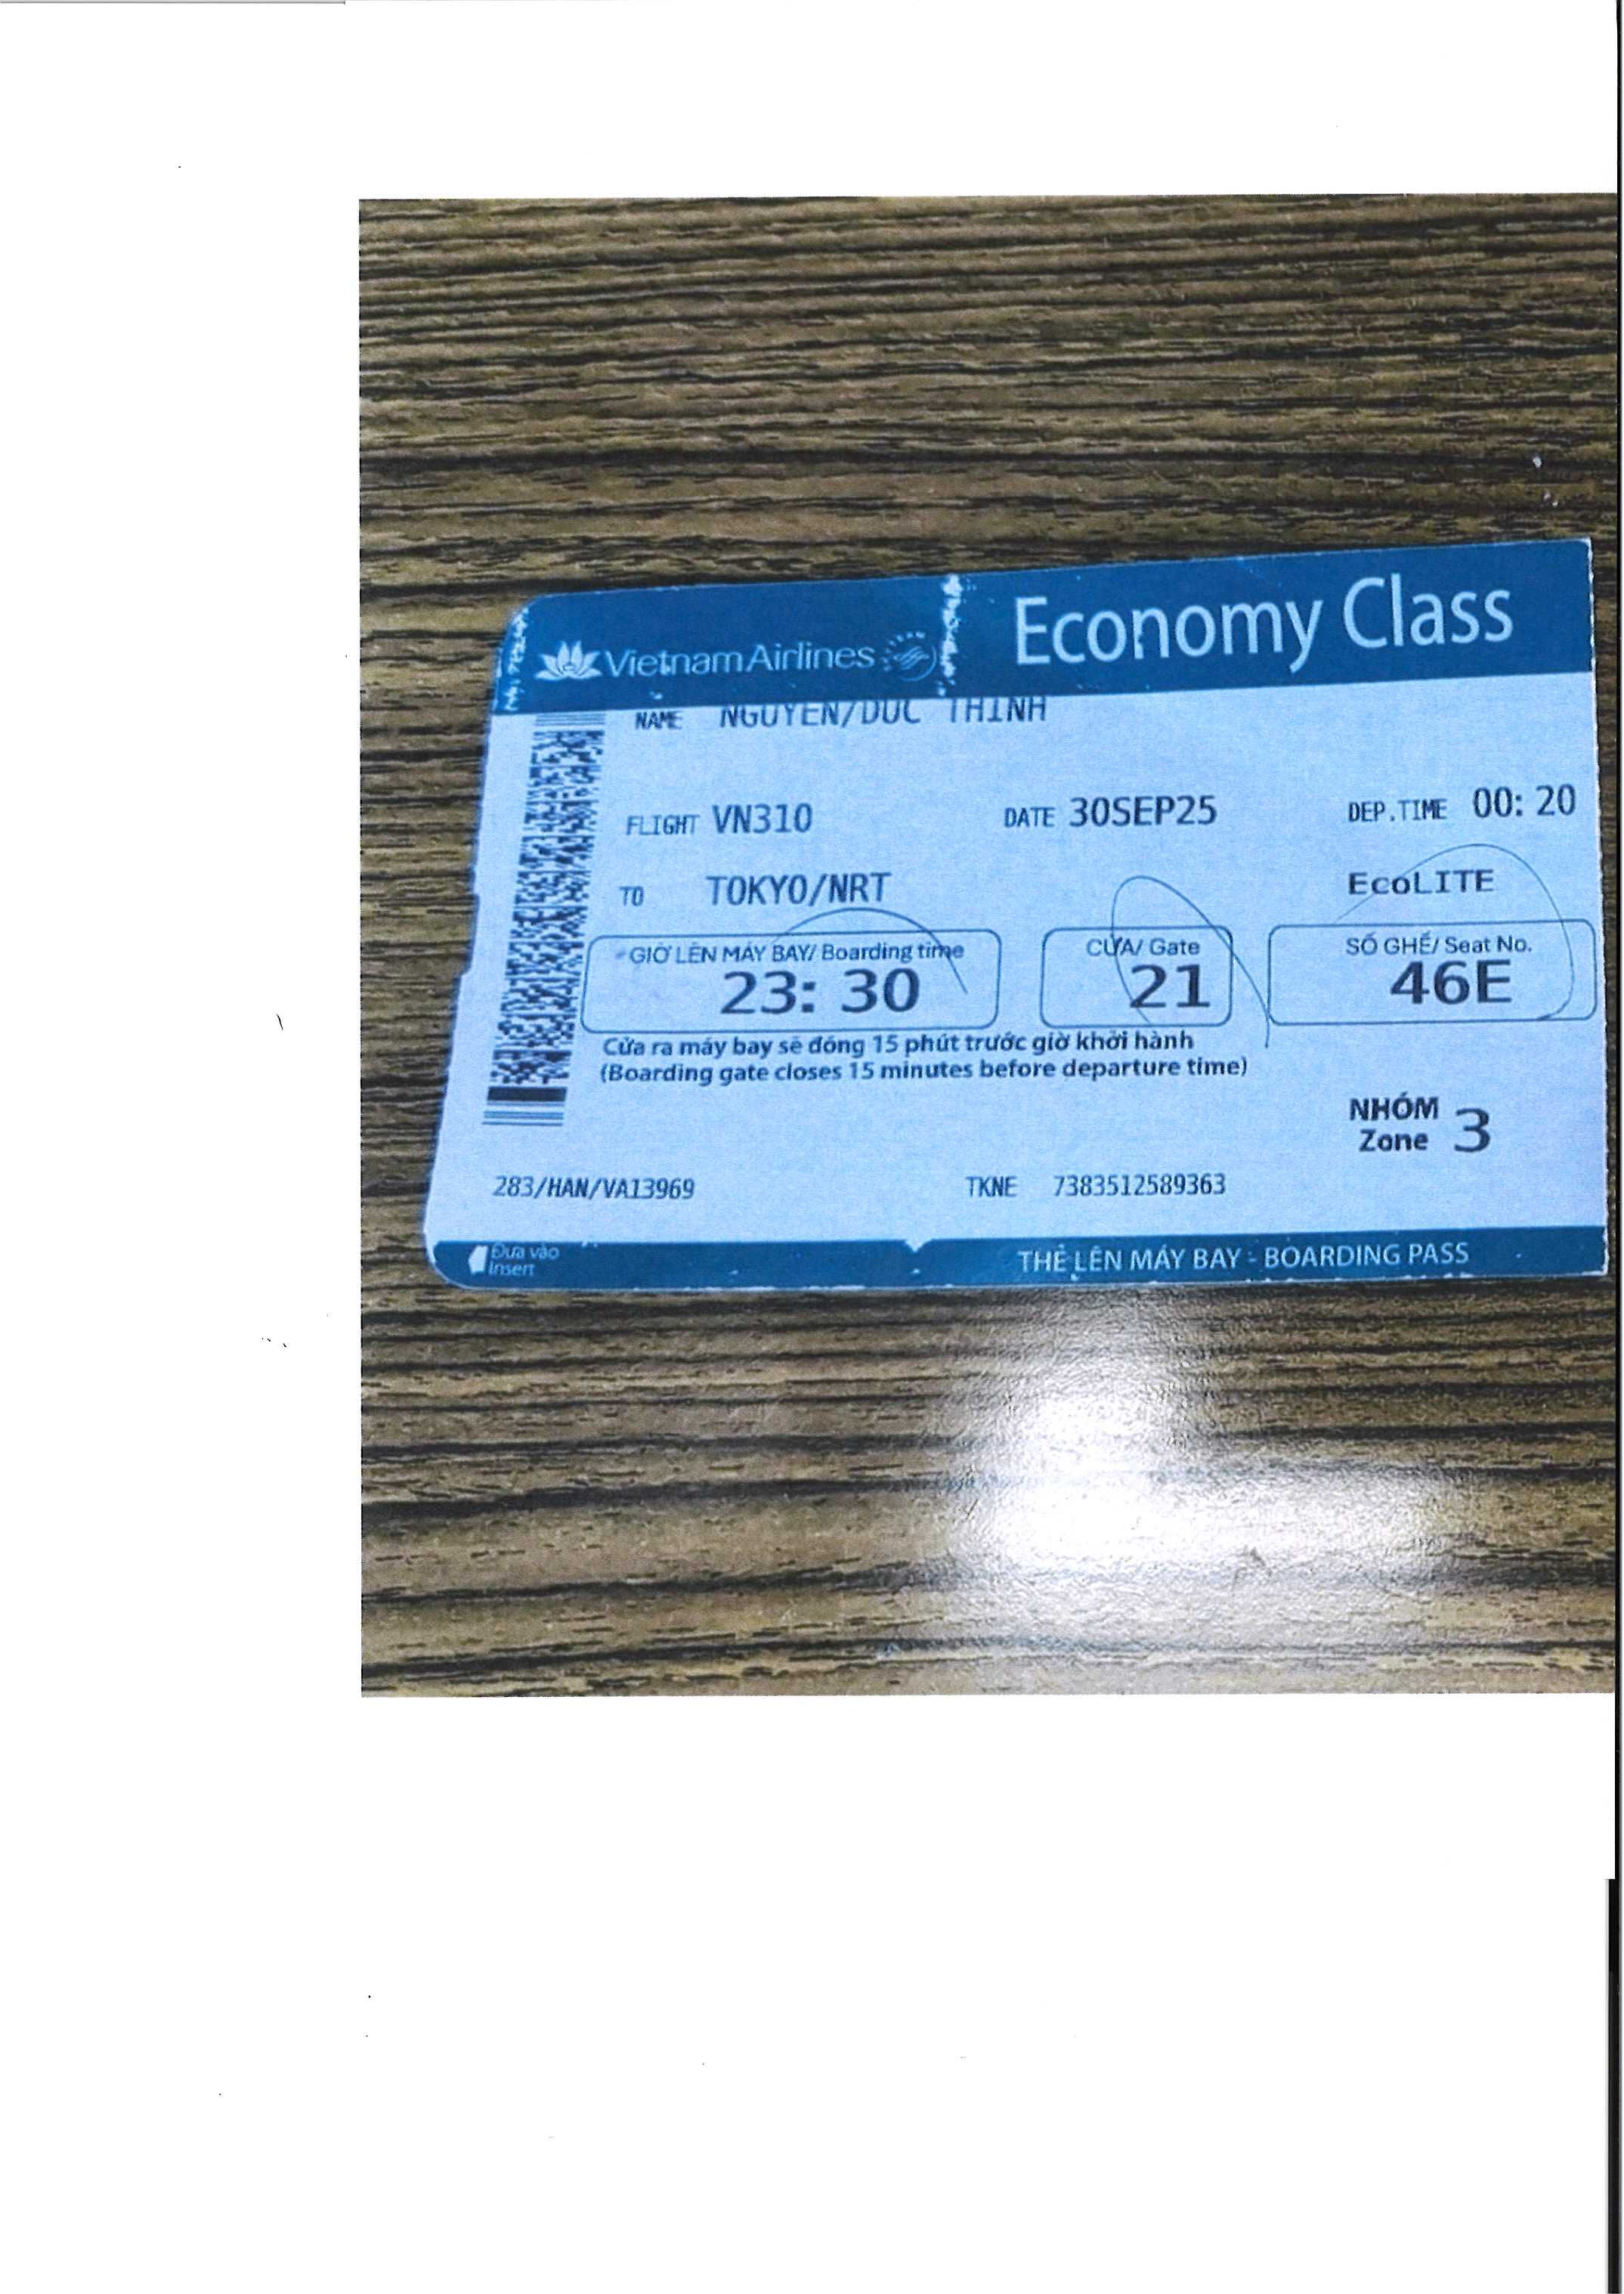 VietnamAirlines
Economy Class
NAME NGUYEN/DUC THINH
FLIGHT VN310 DATE 30SEP25 DEP.TIME 00: 20
TO TOKYO/NRT EcoLITE
GIỜ LÊN MÁY BAY/ Boarding time CỬA/ Gate SỐ GHẾ/ Seat No.
23: 30 21 46E
Cửa ra máy bay sẽ đóng 15 phút trước giờ khởi hành
(Boarding gate closes 15 minutes before departure time)
NHÓM
Zone 3
283/HAN/VA13969 TKNE 7383512589363
Đưa vào
Insert
THẺ LÊN MÁY BAY - BOARDING PASS